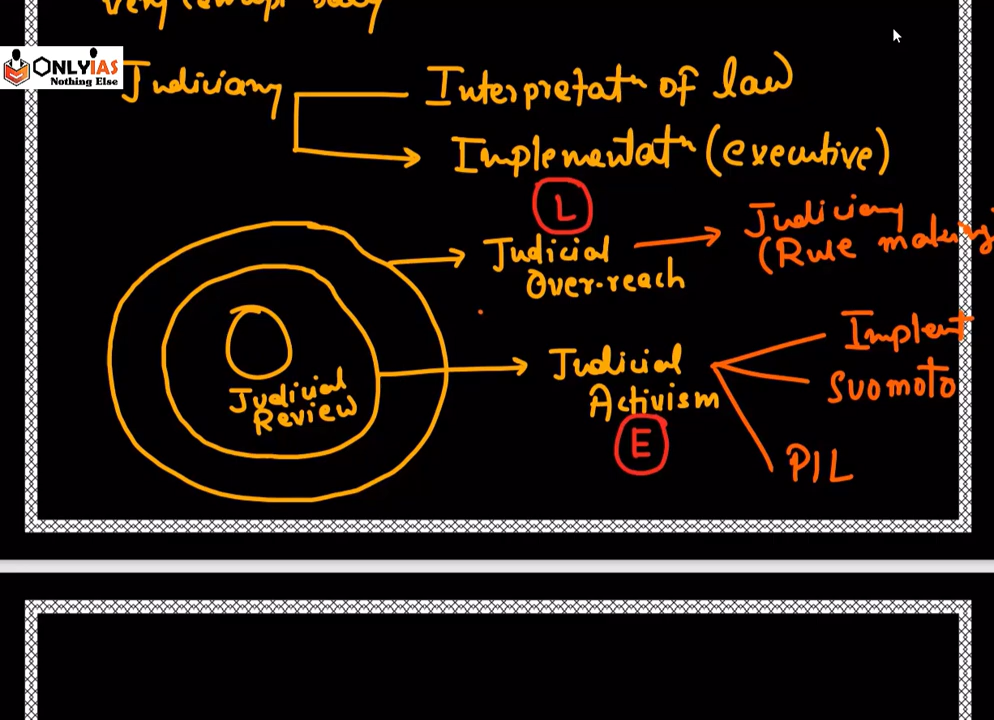 ONLYIAS
Nothing Else
Judiciary
Interpretatn of law
Implementatn (executive)
L
Judicial
Over-reach
Judiciary
(Rule making
Judicial
Review
Judicial
Activism
E
Implent
Suomoto
PIL